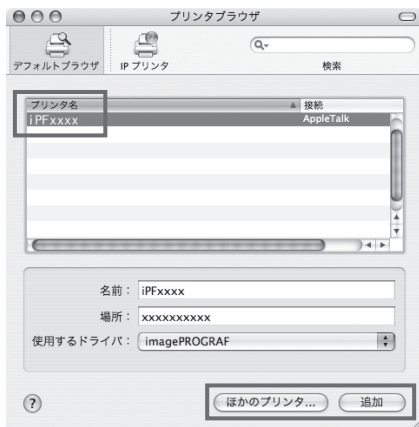 プリンタブラウザ
デフォルトブラウザ IP プリンタ 検索
プリンタ名 接続
iPFxxxx AppleTalk
名前： iPFxxxx
場所： xxxxxxxxxx
使用するドライバ： imagePROGRAF
? ほかのプリンタ... 追加